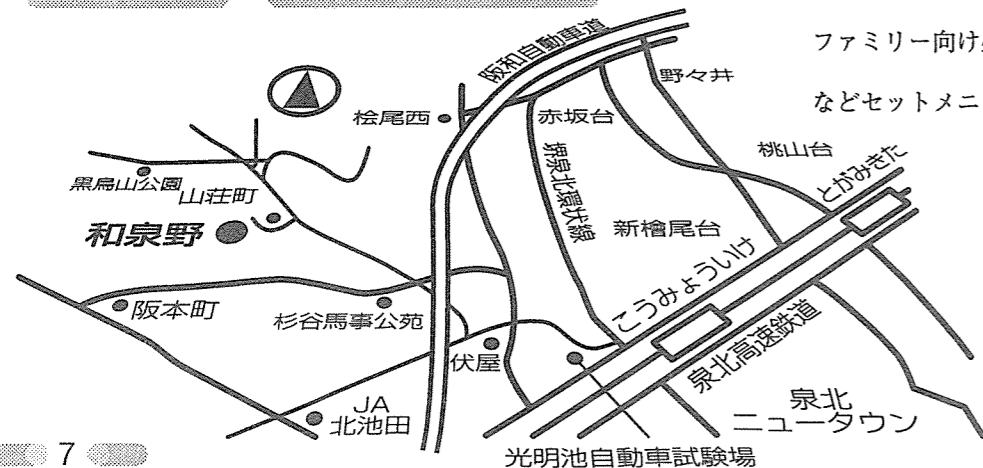 阪和自動車道
ファミリー向け
野々井
などセットメニ
桧尾西
赤坂台
桃山台
とがみきた
黒鳥山公園
山荘町
堺泉北環状線
和泉野
新檜尾台
こうみょういけ
阪本町
杉谷馬事公苑
伏屋
泉北高速鉄道
JA
北池田
泉北
ニュータウン
7
光明池自動車試験場